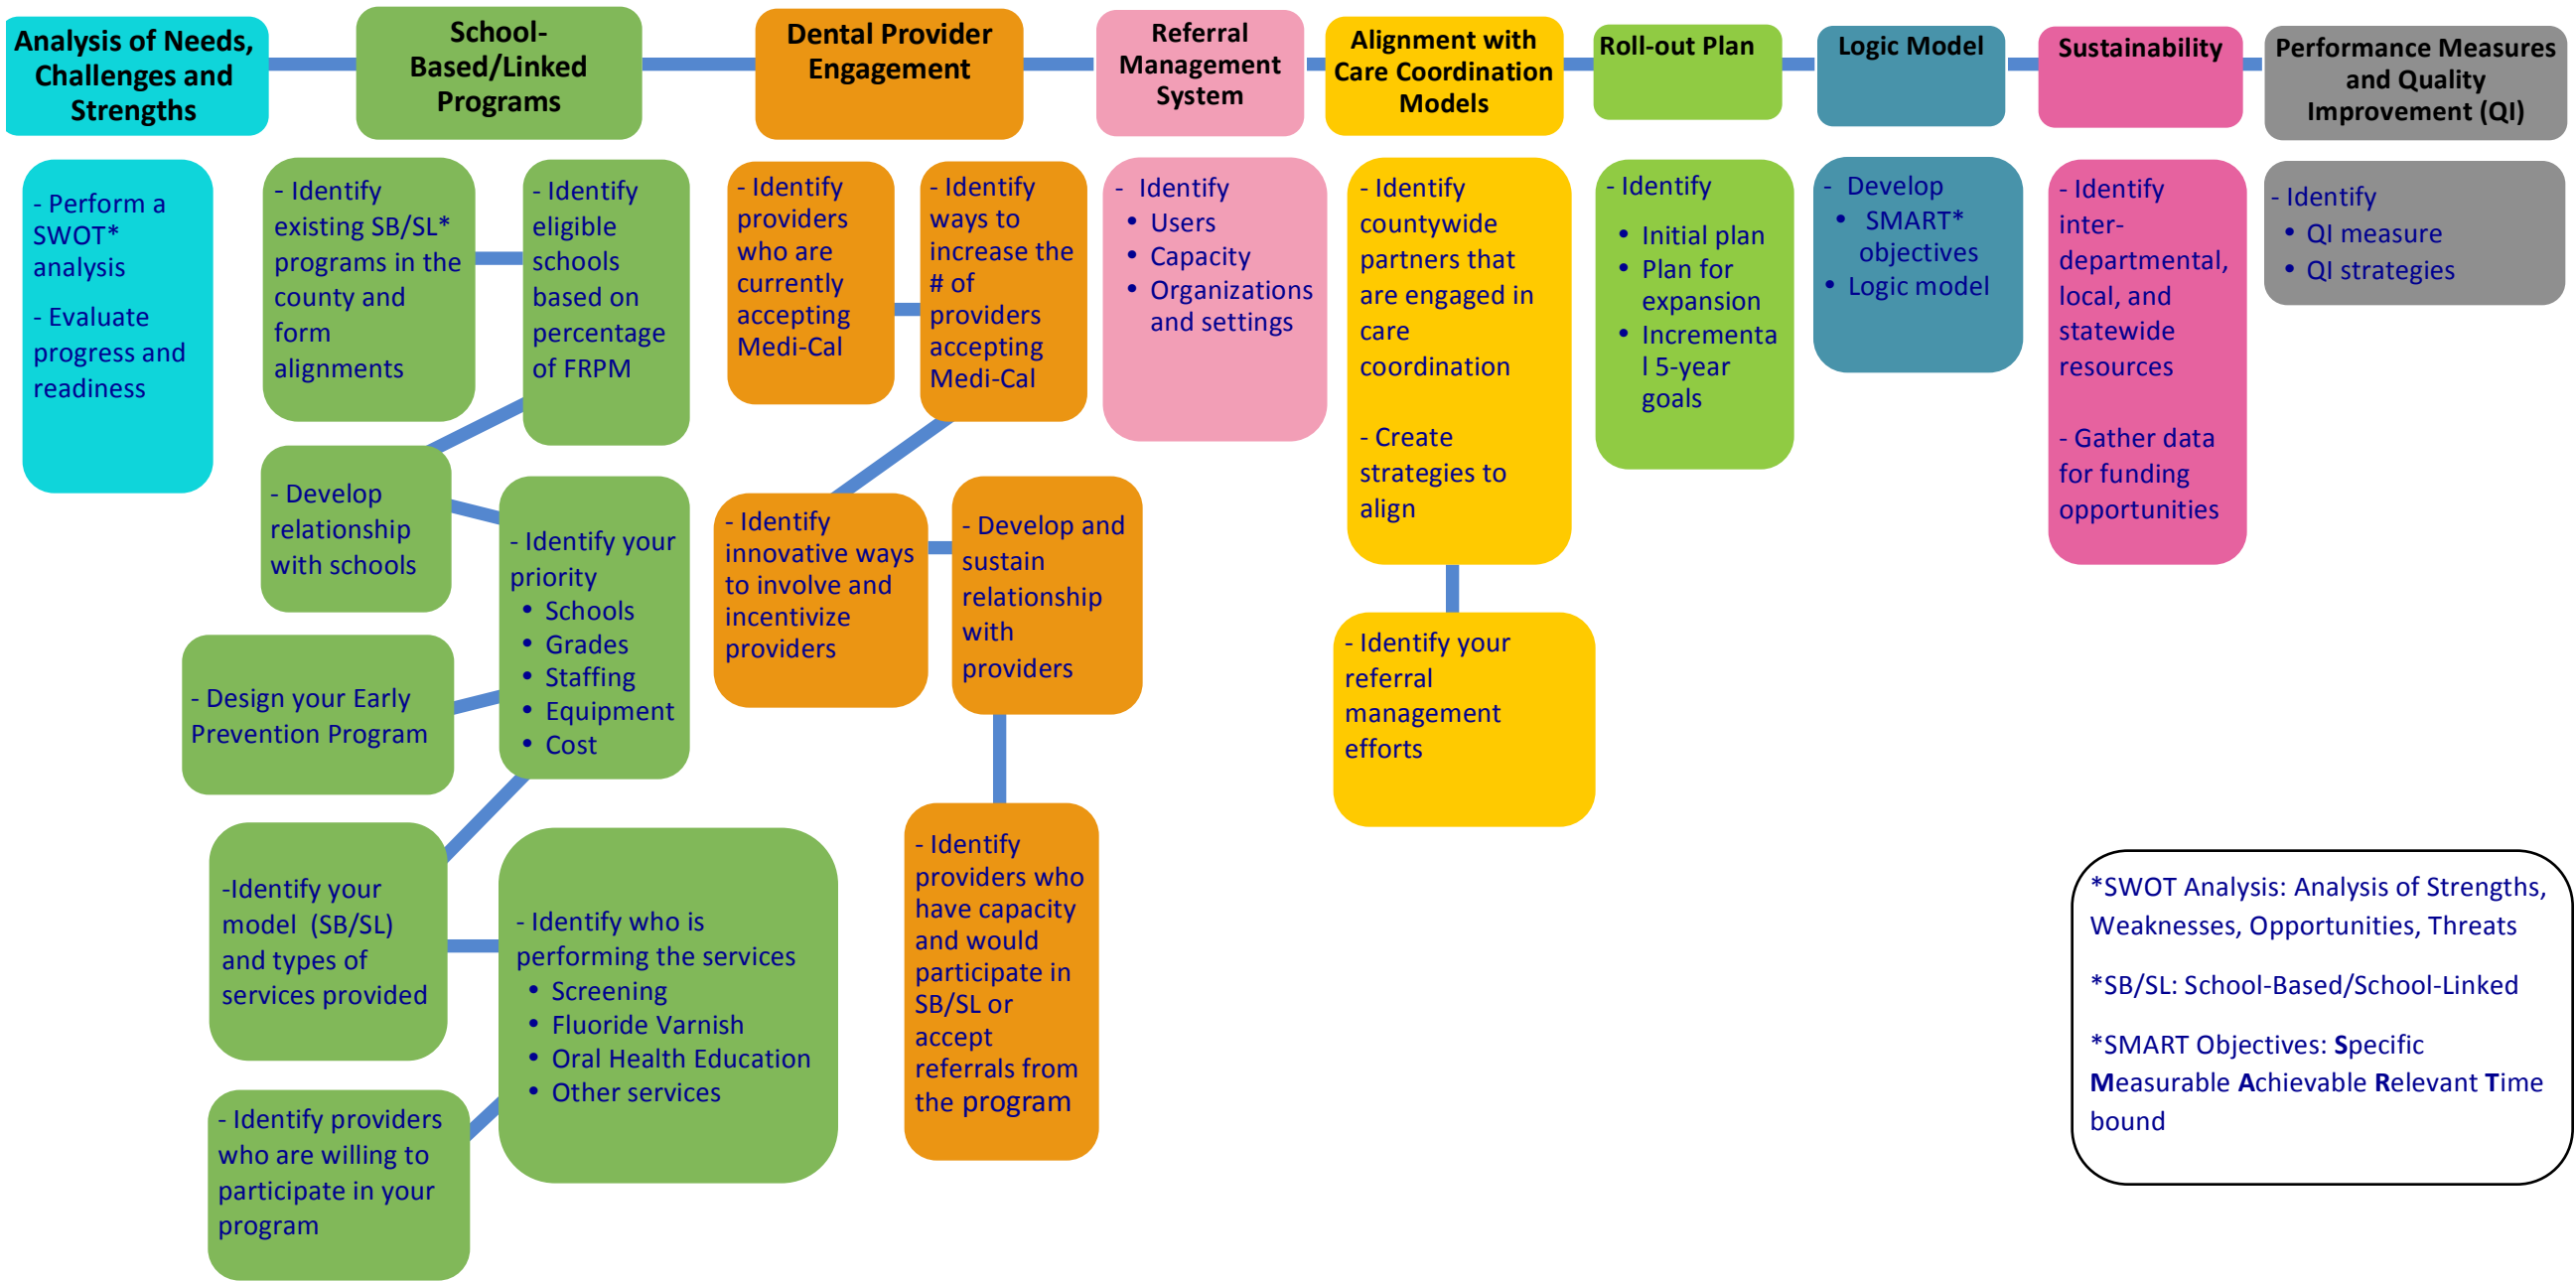 Analysis of Needs,
Challenges and
Strengths
School-
Based/Linked
Programs
Dental Provider
Engagement
Referral
Management
System
Alignment with
Care Coordination
Models
Roll-out Plan
Logic Model
Sustainability
Performance Measures
and Quality
Improvement (QI)
- Perform a
SWOT*
analysis
- Evaluate
progress and
readiness
- Identify
existing SB/SL*
programs in the
county and
form
alignments
- Identify
eligible
schools
based on
percentage
of FRPM
- Develop
relationship
with schools
- Identify your
priority
• Schools
• Grades
• Staffing
• Equipment
• Cost
- Design your Early
Prevention Program
-Identify your
model (SB/SL)
and types of
services provided
- Identify who is
performing the services
• Screening
• Fluoride Varnish
• Oral Health Education
• Other services
- Identify providers
who are willing to
participate in your
program
- Identify
providers
who are
currently
accepting
Medi-Cal
- Identify
ways to
increase the
# of
providers
accepting
Medi-Cal
- Identify
innovative ways
to involve and
incentivize
providers
- Develop and
sustain
relationship
with
providers
- Identify
providers who
have capacity
and would
participate in
SB/SL or
accept
referrals from
the program
- Identify
• Users
• Capacity
• Organizations
and settings
- Identify
countywide
partners that
are engaged in
care
coordination
- Create
strategies to
align
- Identify your
referral
management
efforts
- Identify
• Initial plan
• Plan for
expansion
• Incrementa
l 5-year
goals
- Develop
• SMART*
objectives
• Logic model
- Identify
inter-
departmental,
local, and
statewide
resources
- Gather data
for funding
opportunities
- Identify
• QI measure
• QI strategies
*SWOT Analysis: Analysis of Strengths,
Weaknesses, Opportunities, Threats
*SB/SL: School-Based/School-Linked
*SMART Objectives: Specific
Measurable Achievable Relevant Time
bound